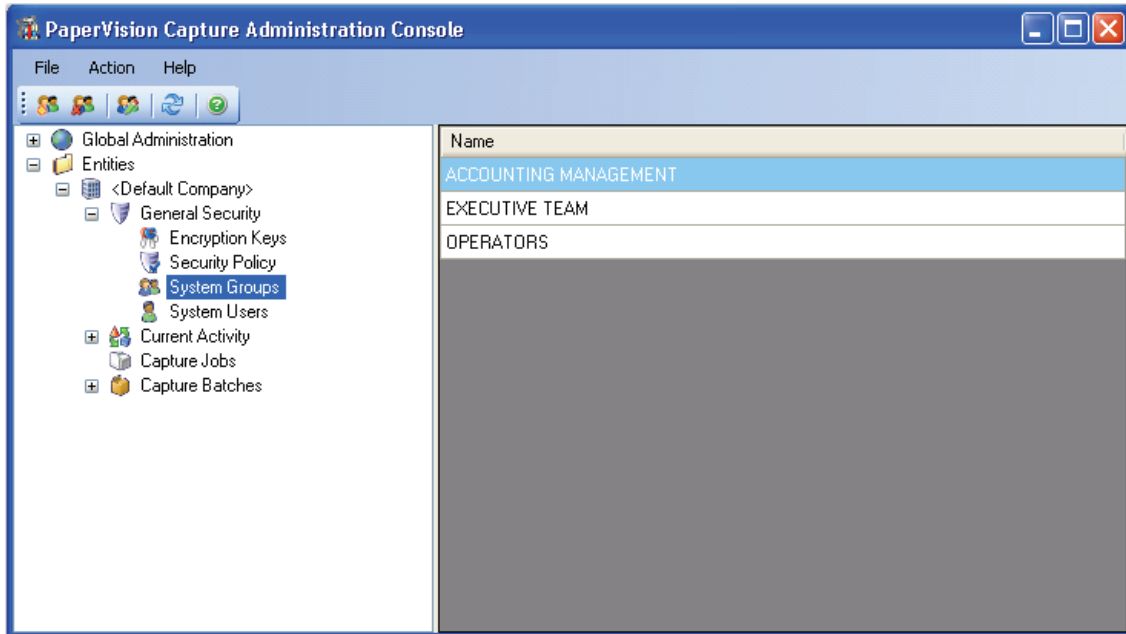 PaperVision Capture Administration Console
File Action Help
Global Administration
Entities
<Default Company>
General Security
Encryption Keys
Security Policy
System Groups
System Users
Current Activity
Capture Jobs
Capture Batches
Name
ACCOUNTING MANAGEMENT
EXECUTIVE TEAM
OPERATORS